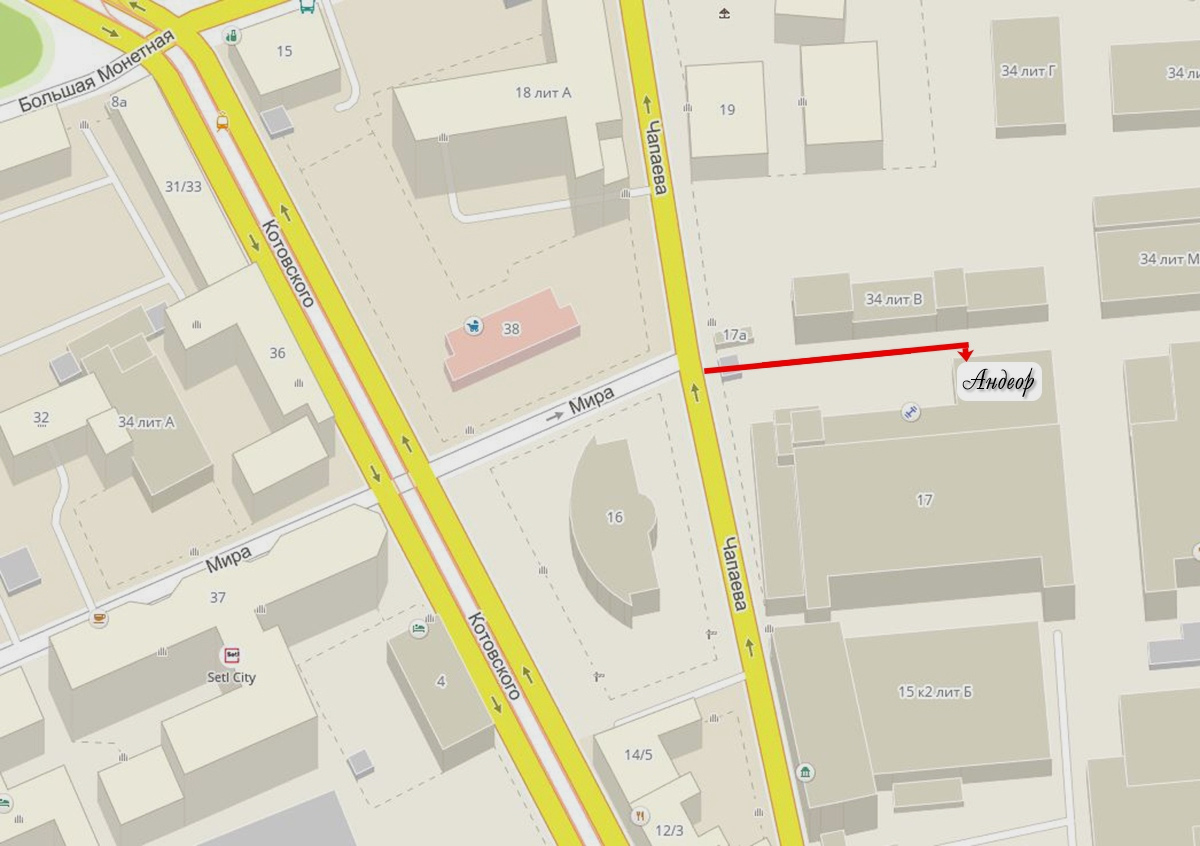 15
Большая Монетная
8а
31/33
18 лит А
19
34 лит Г
34 ли
Чапаева
Котовского
34 лит М
34 лит В
17а
38
36
Андеор
Мира
32
34 лит А
17
16
Мира
37
Чапаева
Setl
Setl City
Котовского
4
15 к2 лит Б
14/5
12/3